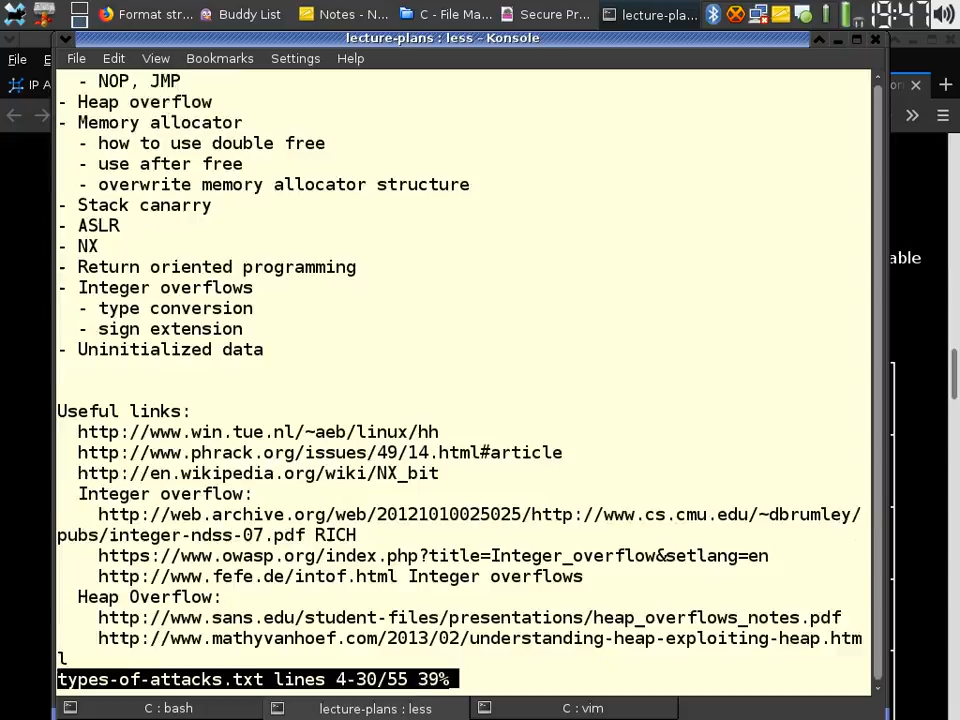 Format str...
Buddy List
Notes - N...
C - File Ma...
Secure Pr...
lecture-pla...
19:47
lecture-plans : less - Konsole
File
IP A
File Edit View Bookmarks Settings Help
- NOP, JMP
- Heap overflow
- Memory allocator
- how to use double free
- use after free
- overwrite memory allocator structure
- Stack canarry
- ASLR
- NX
- Return oriented programming
- Integer overflows
- type conversion
- sign extension
- Uninitialized data
Useful links:
http://www.win.tue.nl/~aeb/linux/hh
http://www.phrack.org/issues/49/14.html#article
http://en.wikipedia.org/wiki/NX_bit
Integer overflow:
http://web.archive.org/web/20121010025025/http://www.cs.cmu.edu/~dbrumley/
pubs/integer-ndss-07.pdf RICH
https://www.owasp.org/index.php?title=Integer_overflow&setlang=en
http://www.fefe.de/intof.html Integer overflows
Heap Overflow:
http://www.sans.edu/student-files/presentations/heap_overflows_notes.pdf
http://www.mathyvanhoef.com/2013/02/understanding-heap-exploiting-heap.htm
l
types-of-attacks.txt lines 4-30/55 39%
able
C : bash
lecture-plans : less
C : vim